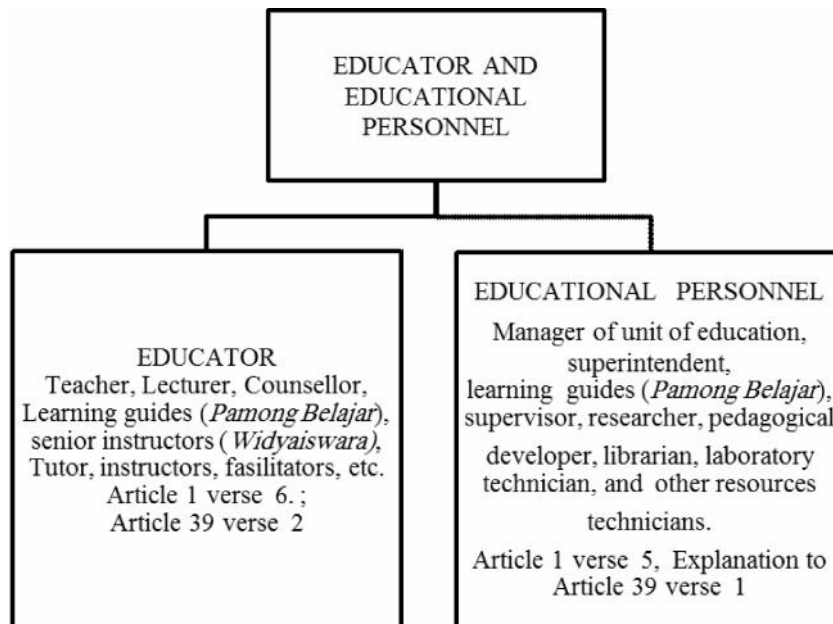 EDUCATOR AND
EDUCATIONAL
PERSONNEL
EDUCATOR
Teacher, Lecturer, Counsellor,
Learning guides (Pamong Belajar),
senior instructors (Widyaiswara),
Tutor, instructors, fasilitators, etc.
Article 1 verse 6. ;
Article 39 verse 2
EDUCATIONAL PERSONNEL
Manager of unit of education,
superintendent,
learning guides (Pamong Belajar),
supervisor, researcher, pedagogical
developer, librarian, laboratory
technician, and other resources
technicians.
Article 1 verse 5, Explanation to
Article 39 verse 1